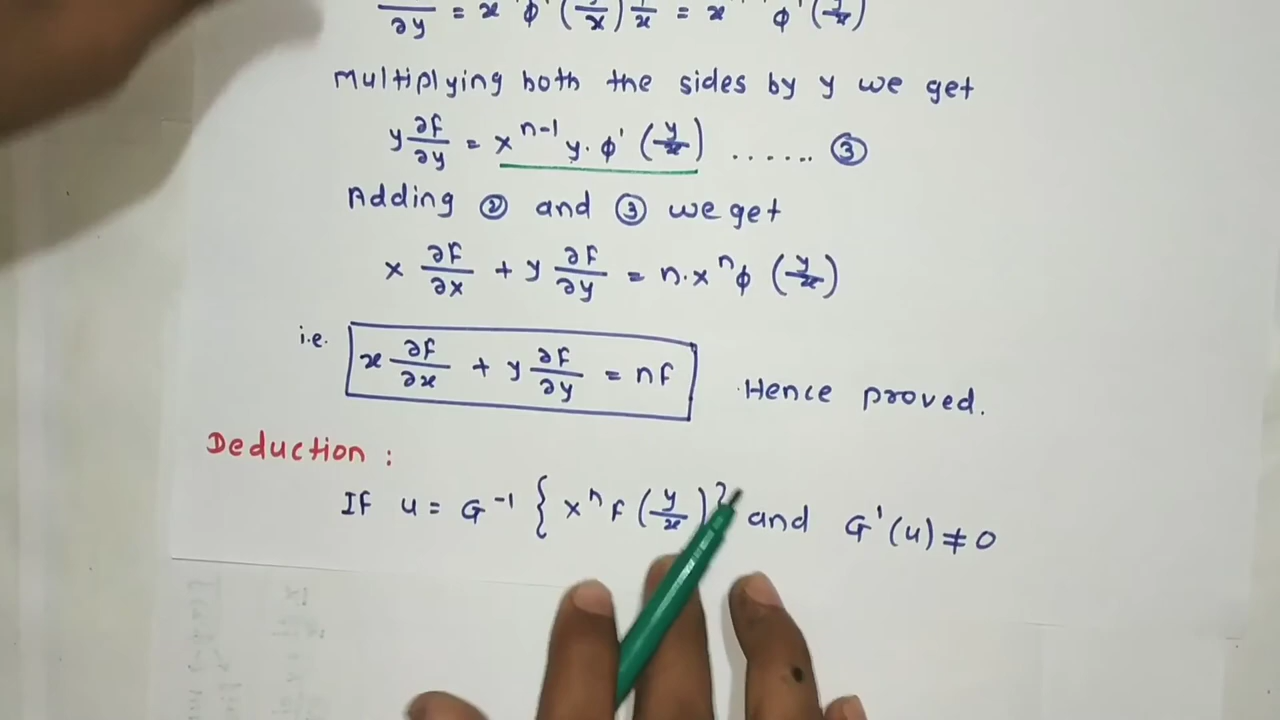 ∂y = x ϕ' (y/x) 1/x = x ϕ' (y/x)
Multiplying both the sides by y we get
y ∂f/∂y = x^(n-1) y. ϕ' (y/x) ...... ③
Adding ② and ③ we get
x ∂f/∂x + y ∂f/∂y = n.x^n ϕ (y/x)
i.e. x ∂f/∂x + y ∂f/∂y = nf Hence proved.
Deduction :
If u = G^-1 { x^n f (y/x) } and G'(u) ≠ 0